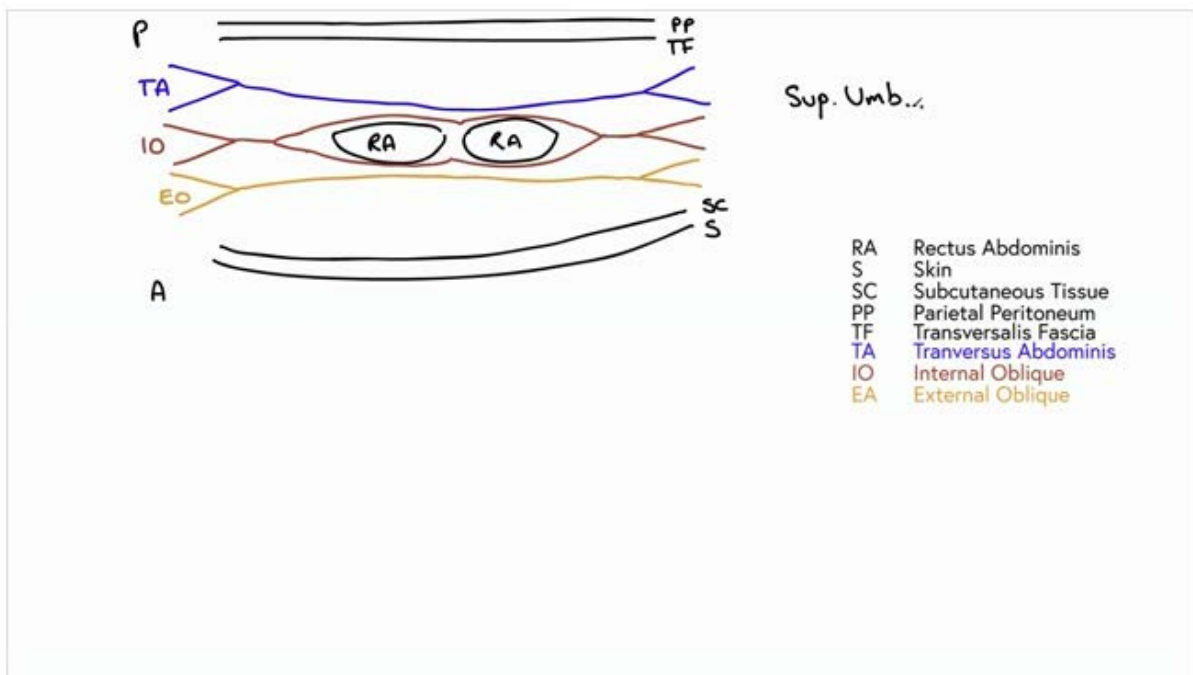 P
PP
TF
TA
Sup. Umb...
IO
RA
RA
EO
SC
S
A
RA Rectus Abdominis
S Skin
SC Subcutaneous Tissue
PP Parietal Peritoneum
TF Transversalis Fascia
TA Tranversus Abdominis
IO Internal Oblique
EA External Oblique